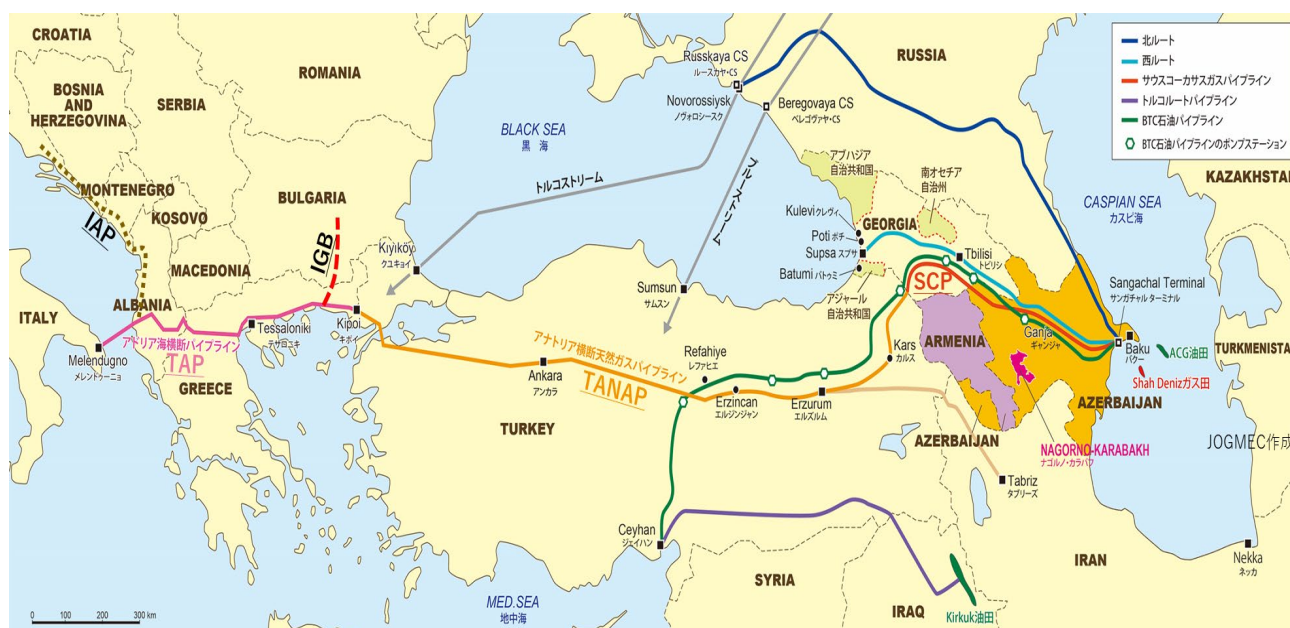 CROATIA
BOSNIA
AND
HERZEGOVINA
SERBIA
ROMANIA
MONTENEGRO
KOSOVO
BULGARIA
MACEDONIA
ALBANIA
ITALY
GREECE
IAP
IGB
BLACK SEA
黒 海
トルコストリーム
ブルーストリーム
Russkaya CS
ルースカヤ・CS
Novorossiysk
ノヴォロシースク
Beregovaya CS
ベレゴヴァヤ・CS
RUSSIA
北ルート
西ルート
サウスコーカサスガスパイプライン
トルコルートパイプライン
BTC石油パイプライン
BTC石油パイプラインのポンプステーション
KAZAKHSTAN
CASPIAN SEA
カスピ海
アブハジア
自治共和国
南オセチア
自治州
Kulevi クレヴィ
GEORGIA
Poti ポチ
Supsa スプサ
Tbilisi
トビリシ
Batumi バトゥミ
アジャール
自治共和国
SCP
Sangachal Terminal
サンガチャル ターミナル
Kıyıköy
クユキョイ
Sumsun
サムスン
Kipoi
キポイ
Tessaloniki
テサロニキ
アドリア海横断パイプライン
TAP
Melendugno
メレンドゥーニョ
Ankara
アンカラ
アナトリア横断天然ガスパイプライン
TANAP
Refahiye
レファヒエ
Erzincan
エルジンジャン
Erzurum
エルズルム
Kars
カルス
ARMENIA
Ganja
ギャンジャ
Baku
バクー
ACG油田
Shah Denizガス田
TURKMENISTA
TURKEY
AZERBAIJAN
AZERBAIJAN
NAGORNO-KARABAKH
ナゴルノ・カラバフ
JOGMEC作成
Tabriz
タブリーズ
Ceyhan
ジェイハン
SYRIA
IRAQ
Kirkuk油田
IRAN
Nekka
ネッカ
MED.SEA
地中海
0 100 200 300 km